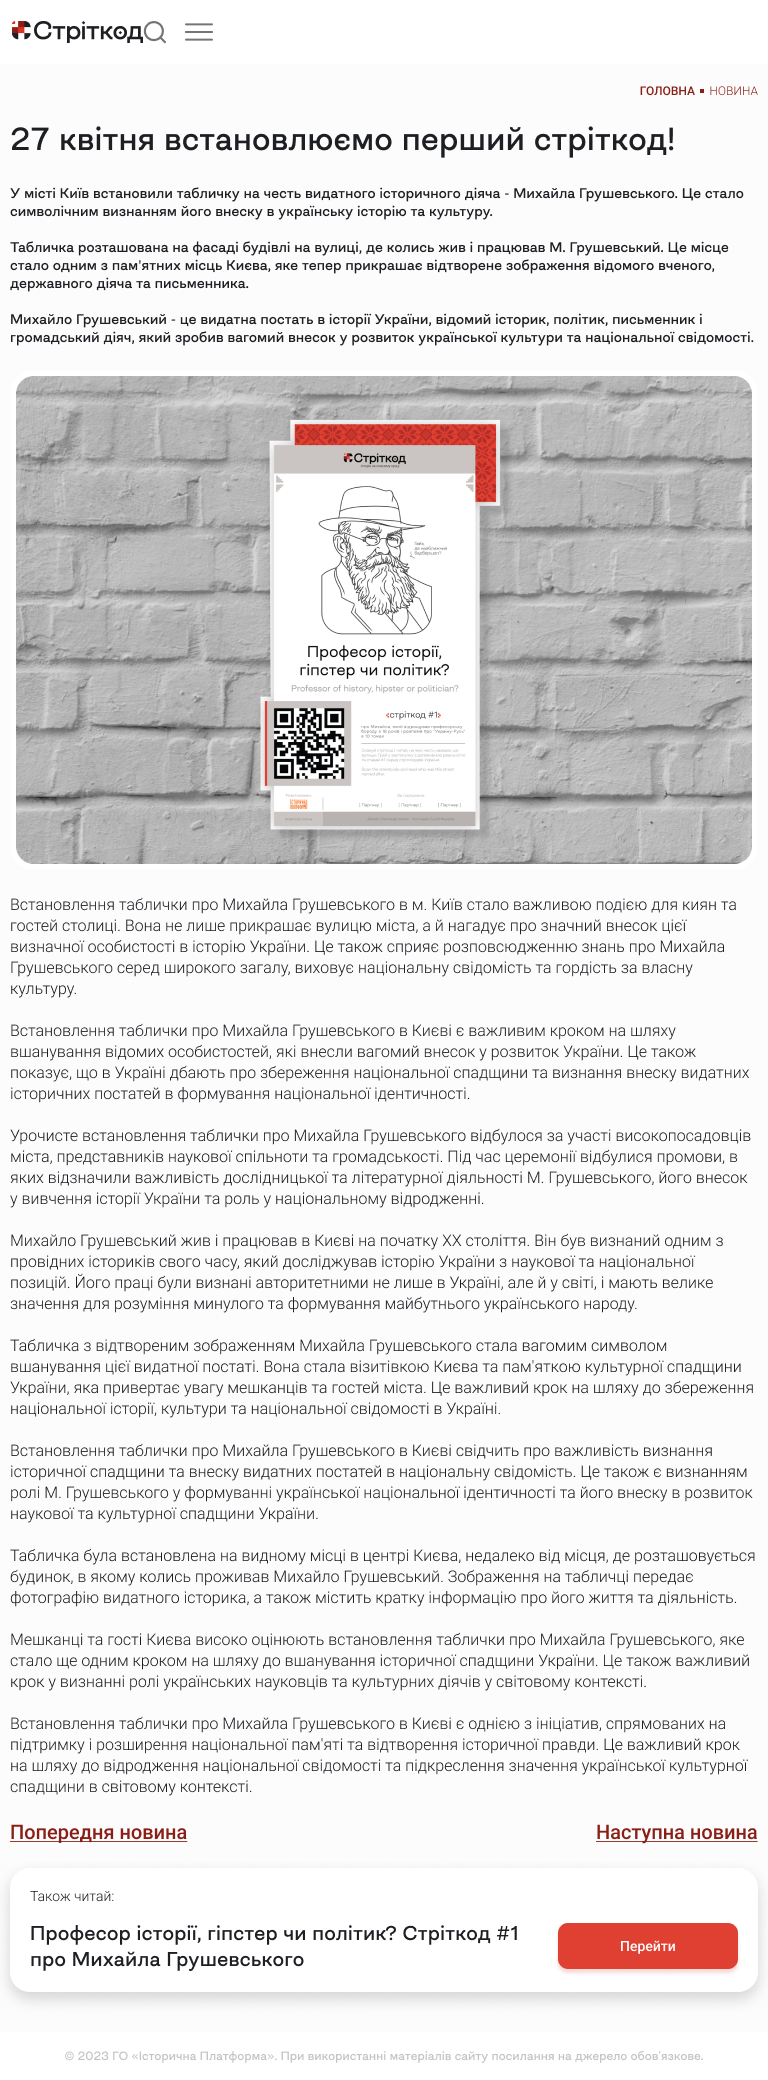 Стріткод
ГОЛОВНА ▪ НОВИНА
27 квітня встановлюємо перший стріткод!
У місті Київ встановили табличку на честь видатного історичного діяча - Михайла Грушевського. Це стало
символічним визнанням його внеску в українську історію та культуру.
Табличка розташована на фасаді будівлі на вулиці, де колись жив і працював М. Грушевський. Це місце
стало одним з пам'ятних місць Києва, яке тепер прикрашає відтворене зображення відомого вченого,
державного діяча та письменника.
Михайло Грушевський - це видатна постать в історії України, відомий історик, політик, письменник і
громадський діяч, який зробив вагомий внесок у розвиток української культури та національної свідомості.
Стріткод
Професор історії,
гіпстер чи політик?
Professor of history, hipster or politician?
<стріткод #1>
[ Партнер ] [ Партнер ] [ Партнер ]
Встановлення таблички про Михайла Грушевського в м. Київ стало важливою подією для киян та
гостей столиці. Вона не лише прикрашає вулицю міста, а й нагадує про значний внесок цієї
визначної особистості в історію України. Це також сприяє розповсюдженню знань про Михайла
Грушевського серед широкого загалу, виховує національну свідомість та гордість за власну
культуру.
Встановлення таблички про Михайла Грушевського в Києві є важливим кроком на шляху
вшанування відомих особистостей, які внесли вагомий внесок у розвиток України. Це також
показує, що в Україні дбають про збереження національної спадщини та визнання внеску видатних
історичних постатей в формування національної ідентичності.
Урочисте встановлення таблички про Михайла Грушевського відбулося за участі високопосадовців
міста, представників наукової спільноти та громадськості. Під час церемонії відбулися промови, в
яких відзначили важливість дослідницької та літературної діяльності М. Грушевського, його внесок
у вивчення історії України та роль у національному відродженні.
Михайло Грушевський жив і працював в Києві на початку XX століття. Він був визнаний одним з
провідних істориків свого часу, який досліджував історію України з наукової та національної
позицій. Його праці були визнані авторитетними не лише в Україні, але й у світі, і мають велике
значення для розуміння минулого та формування майбутнього українського народу.
Табличка з відтвореним зображенням Михайла Грушевського стала вагомим символом
вшанування цієї видатної постаті. Вона стала візитівкою Києва та пам'яткою культурної спадщини
України, яка привертає увагу мешканців та гостей міста. Це важливий крок на шляху до збереження
національної історії, культури та національної свідомості в Україні.
Встановлення таблички про Михайла Грушевського в Києві свідчить про важливість визнання
історичної спадщини та внеску видатних постатей в національну свідомість. Це також є визнанням
ролі М. Грушевського у формуванні української національної ідентичності та його внеску в розвиток
наукової та культурної спадщини України.
Табличка була встановлена на видному місці в центрі Києва, недалеко від місця, де розташовується
будинок, в якому колись проживав Михайло Грушевський. Зображення на табличці передає
фотографію видатного історика, а також містить кратку інформацію про його життя та діяльність.
Мешканці та гості Києва високо оцінюють встановлення таблички про Михайла Грушевського, яке
стало ще одним кроком на шляху до вшанування історичної спадщини України. Це також важливий
крок у визнанні ролі українських науковців та культурних діячів у світовому контексті.
Встановлення таблички про Михайла Грушевського в Києві є однією з ініціатив, спрямованих на
підтримку і розширення національної пам'яті та відтворення історичної правди. Це важливий крок
на шляху до відродження національної свідомості та підкреслення значення української культурної
спадщини в світовому контексті.
Попередня новина
Наступна новина
Також читай:
Професор історії, гіпстер чи політик? Стріткод #1
про Михайла Грушевського
Перейти
© 2023 ГО «Історична Платформа». При використанні матеріалів сайту посилання на джерело обов'язкове.